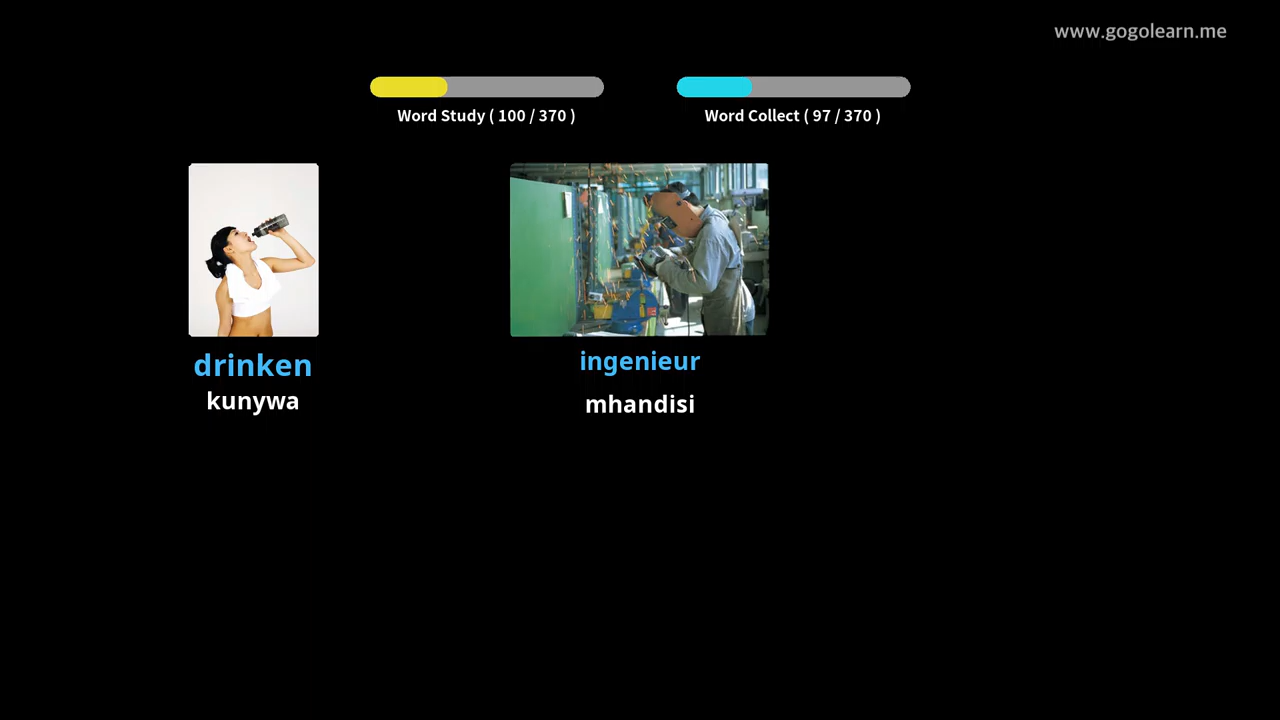 www.gogolearn.me
Word Study ( 100 / 370 )
Word Collect ( 97 / 370 )
drinken
kunywa
ingenieur
mhandisi